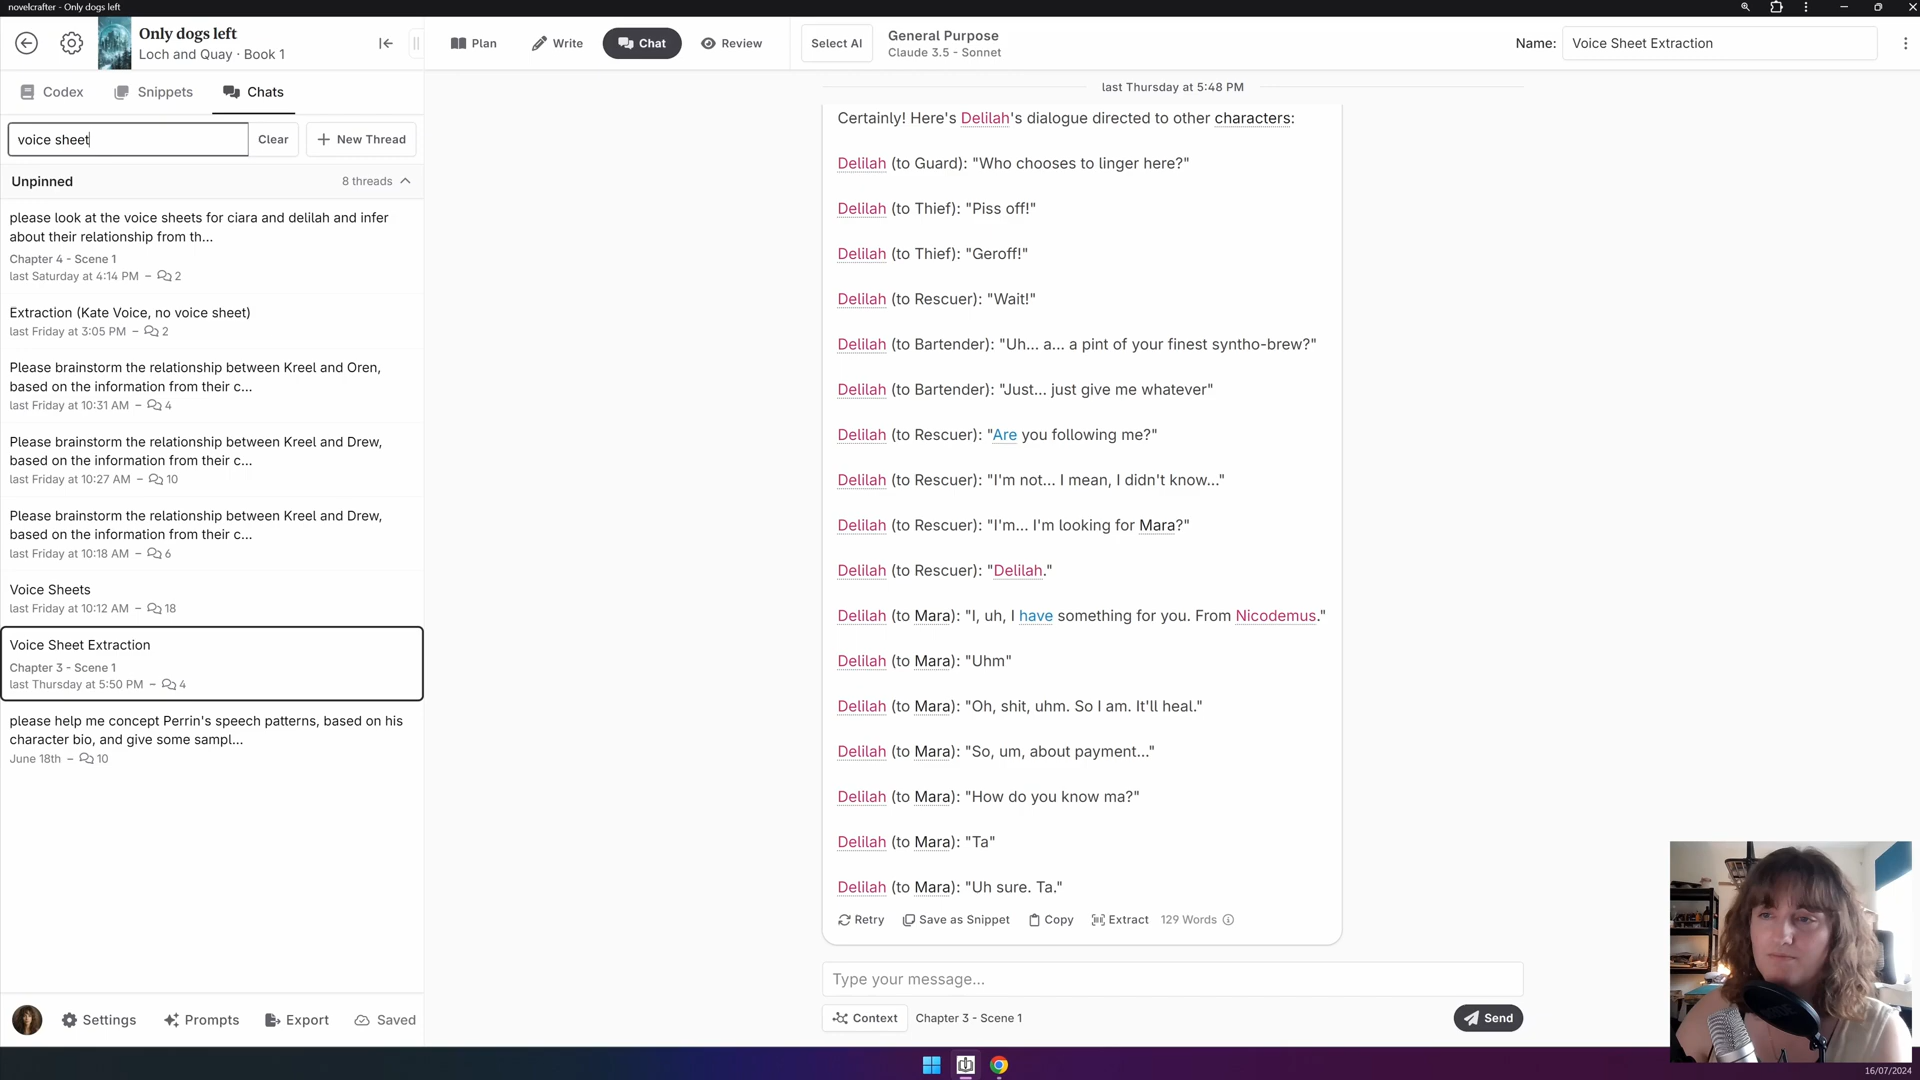 novelcrafter - Only dogs left
Only dogs left
Loch and Quay · Book 1
Plan
Write
Chat
Review
Select AI
General Purpose
Claude 3.5 - Sonnet
Name:
Voice Sheet Extraction
Codex
Snippets
Chats
voice sheet
Clear
New Thread
Unpinned
8 threads
please look at the voice sheets for ciara and delilah and infer
about their relationship from th...
Chapter 4 - Scene 1
last Saturday at 4:14 PM – 2
Extraction (Kate Voice, no voice sheet)
last Friday at 3:05 PM – 2
Please brainstorm the relationship between Kreel and Oren,
based on the information from their c...
last Friday at 10:31 AM – 4
Please brainstorm the relationship between Kreel and Drew,
based on the information from their c...
last Friday at 10:27 AM – 10
Please brainstorm the relationship between Kreel and Drew,
based on the information from their c...
last Friday at 10:18 AM – 6
Voice Sheets
last Friday at 10:12 AM – 18
Voice Sheet Extraction
Chapter 3 - Scene 1
last Thursday at 5:50 PM – 4
please help me concept Perrin's speech patterns, based on his
character bio, and give some sampl...
June 18th – 10
Settings
Prompts
Export
Saved
last Thursday at 5:48 PM
Certainly! Here's Delilah's dialogue directed to other characters:
Delilah (to Guard): "Who chooses to linger here?"
Delilah (to Thief): "Piss off!"
Delilah (to Thief): "Geroff!"
Delilah (to Rescuer): "Wait!"
Delilah (to Bartender): "Uh... a... a pint of your finest syntho-brew?"
Delilah (to Bartender): "Just... just give me whatever"
Delilah (to Rescuer): "Are you following me?"
Delilah (to Rescuer): "I'm not... I mean, I didn't know..."
Delilah (to Rescuer): "I'm... I'm looking for Mara?"
Delilah (to Rescuer): "Delilah."
Delilah (to Mara): "I, uh, I have something for you. From Nicodemus."
Delilah (to Mara): "Uhm"
Delilah (to Mara): "Oh, shit, uhm. So I am. It'll heal."
Delilah (to Mara): "So, um, about payment..."
Delilah (to Mara): "How do you know ma?"
Delilah (to Mara): "Ta"
Delilah (to Mara): "Uh sure. Ta."
Retry
Save as Snippet
Copy
Extract
129 Words
Type your message...
Context
Chapter 3 - Scene 1
Send
16/07/2024